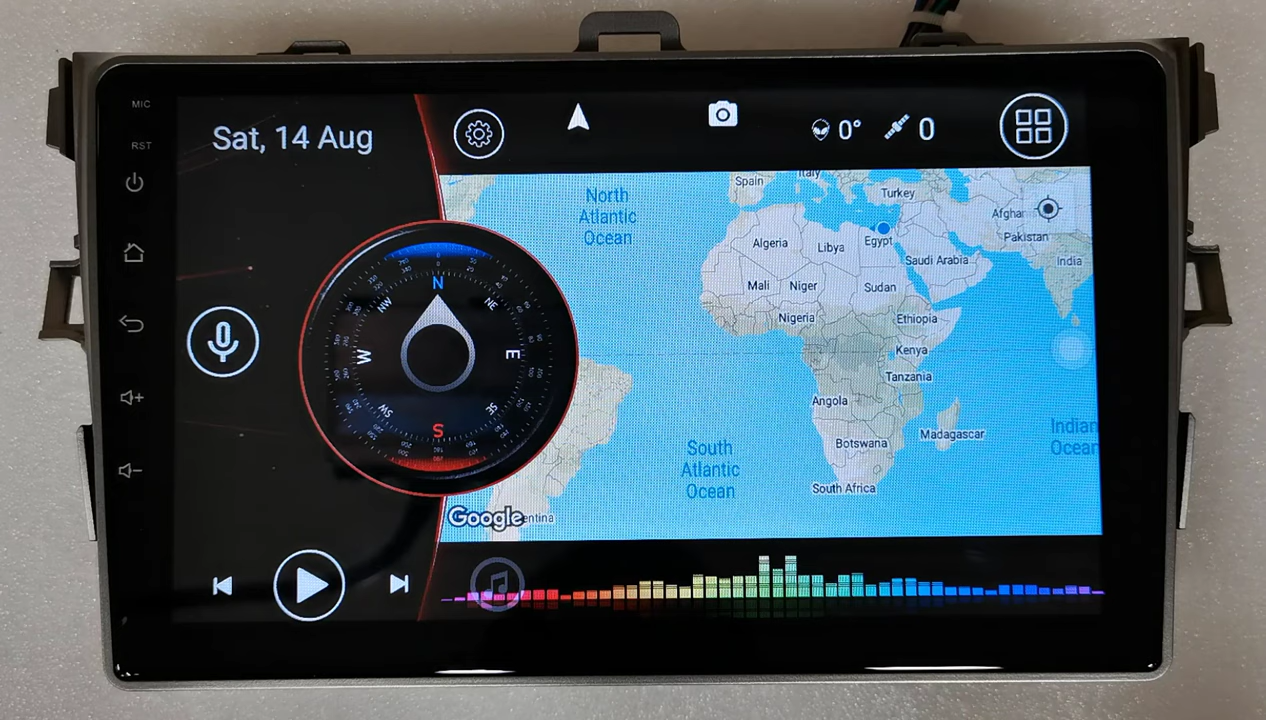 MIC
RST
Sat, 14 Aug
0°
0
North
Atlantic
Ocean
Spain
Italy
Turkey
Afghan
Pakistan
India
Algeria
Libya
Egypt
Saudi Arabia
Mali
Niger
Sudan
Nigeria
Ethiopia
Kenya
Tanzania
Angola
Botswana
Madagascar
South Africa
South
Atlantic
Ocean
Indian
Ocean
N
NE
E
SE
S
SW
W
NW
Google
entina